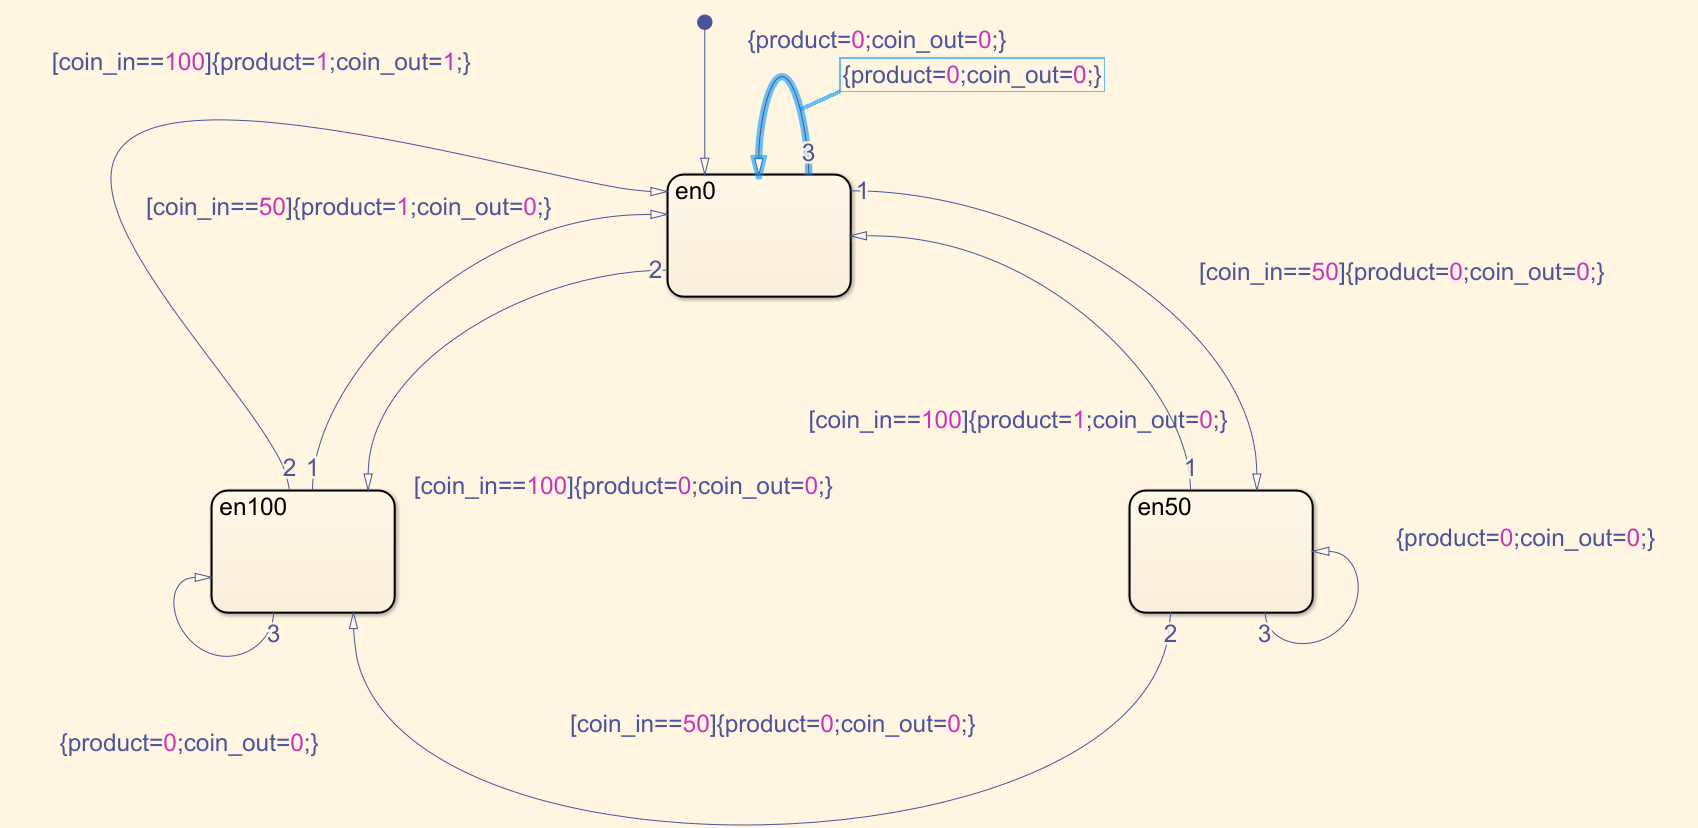 {product=0;coin_out=0;}
[coin_in==100]{product=1;coin_out=1;}
{product=0;coin_out=0;}
3
en0
1
[coin_in==50]{product=1;coin_out=0;}
2
[coin_in==50]{product=0;coin_out=0;}
[coin_in==100]{product=1;coin_out=0;}
2 1
1
[coin_in==100]{product=0;coin_out=0;}
en100
en50
{product=0;coin_out=0;}
3
2
3
[coin_in==50]{product=0;coin_out=0;}
{product=0;coin_out=0;}